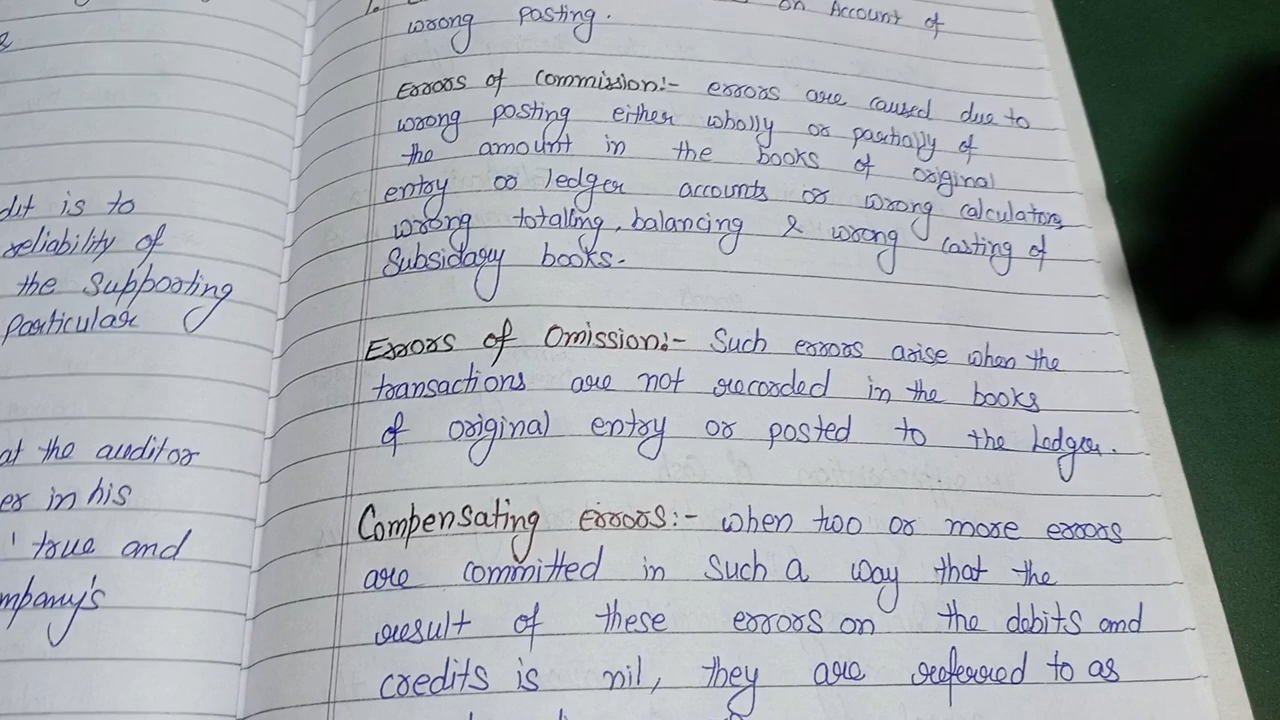 dit is to
reliability of
the supporting
particular
at the auditor
er in his
true and
mpany's
1.
on Account of
wrong posting.
Errors of Commission:- errors are caused due to
wrong posting either wholly or partially of
the amount in the books of original
entry or ledger accounts or wrong calculations
wrong totalling, balancing & wrong casting of
Subsidary books.
Errors of Omission:- Such errors arise when the
transactions are not recorded in the books
of original entry or posted to the Ledger.
Compensating Errors:- when too or more errors
are committed in such a way that the
result of these errors on the debits and
credits is nil, they are referred to as